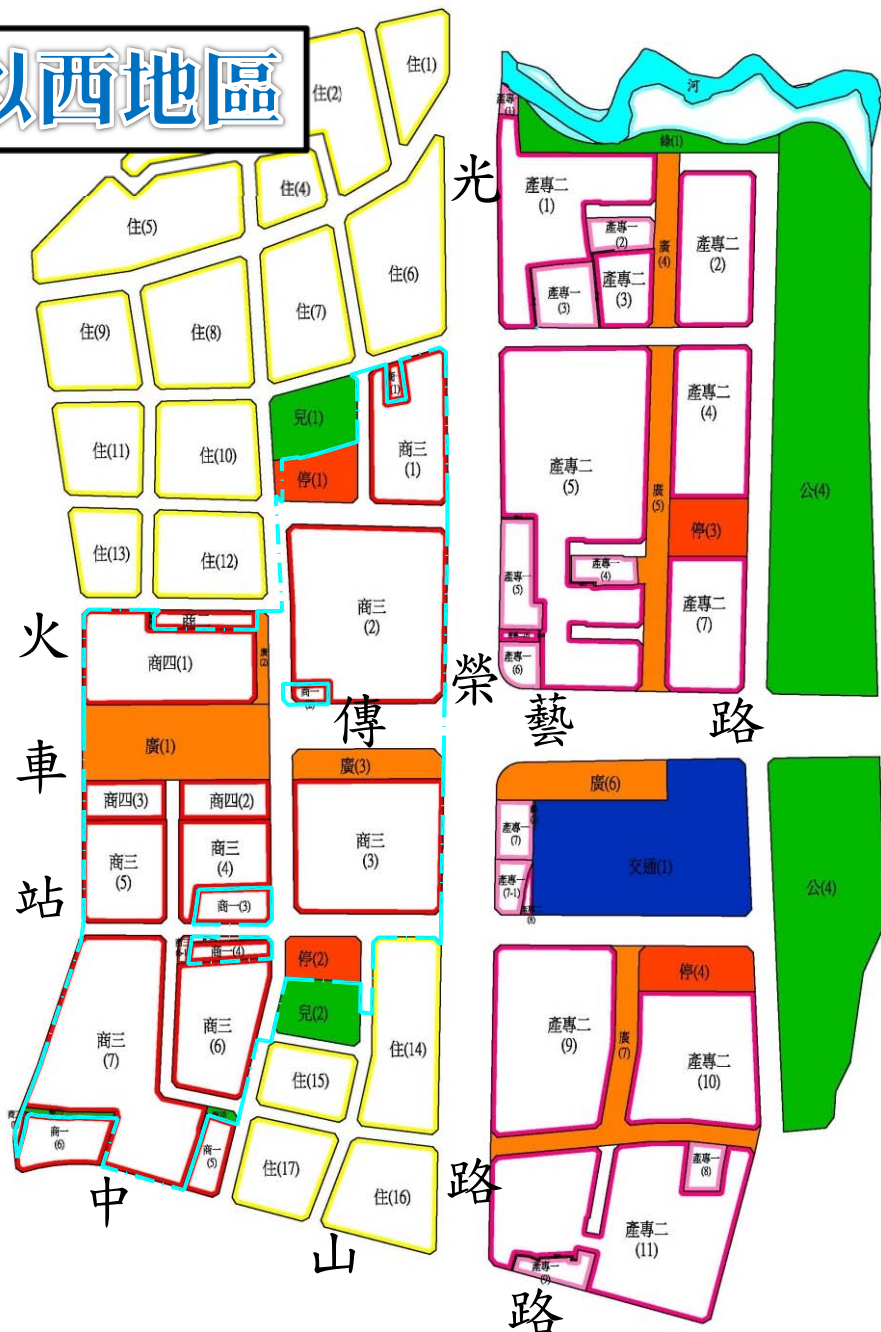 以西地區
住(1)
住(2)
住(4)
住(5)
住(6)
住(7)
住(8)
住(9)
住(10)
住(11)
住(12)
住(13)
兒(1)
停(1)
商三
(1)
商三
(2)
商四(1)
廣(1)
廣
(2)
廣(3)
商四(3)
商四(2)
商三
(3)
商三
(4)
商三
(5)
商一(3)
商一(4)
停(2)
兒(2)
商三
(6)
商三
(7)
住(14)
住(15)
住(16)
住(17)
商一
(6)
商一
(5)
火
車
站
中
山
路
光
榮
路
傳
藝
路
河
綠(1)
產專一
(1)
產專二
(1)
產專一
(2)
產專一
(3)
產專二
(3)
廣
(4)
產專二
(2)
產專二
(4)
產專二
(5)
廣
(5)
停(3)
公(4)
產專一
(4)
產專一
(5)
產專一
(6)
產專二
(7)
廣(6)
交通(1)
產專一
(7)
產專一
(7-1)
公(4)
停(4)
產專二
(9)
廣
(7)
產專二
(10)
產專一
(8)
產專二
(11)
產專一
(9)